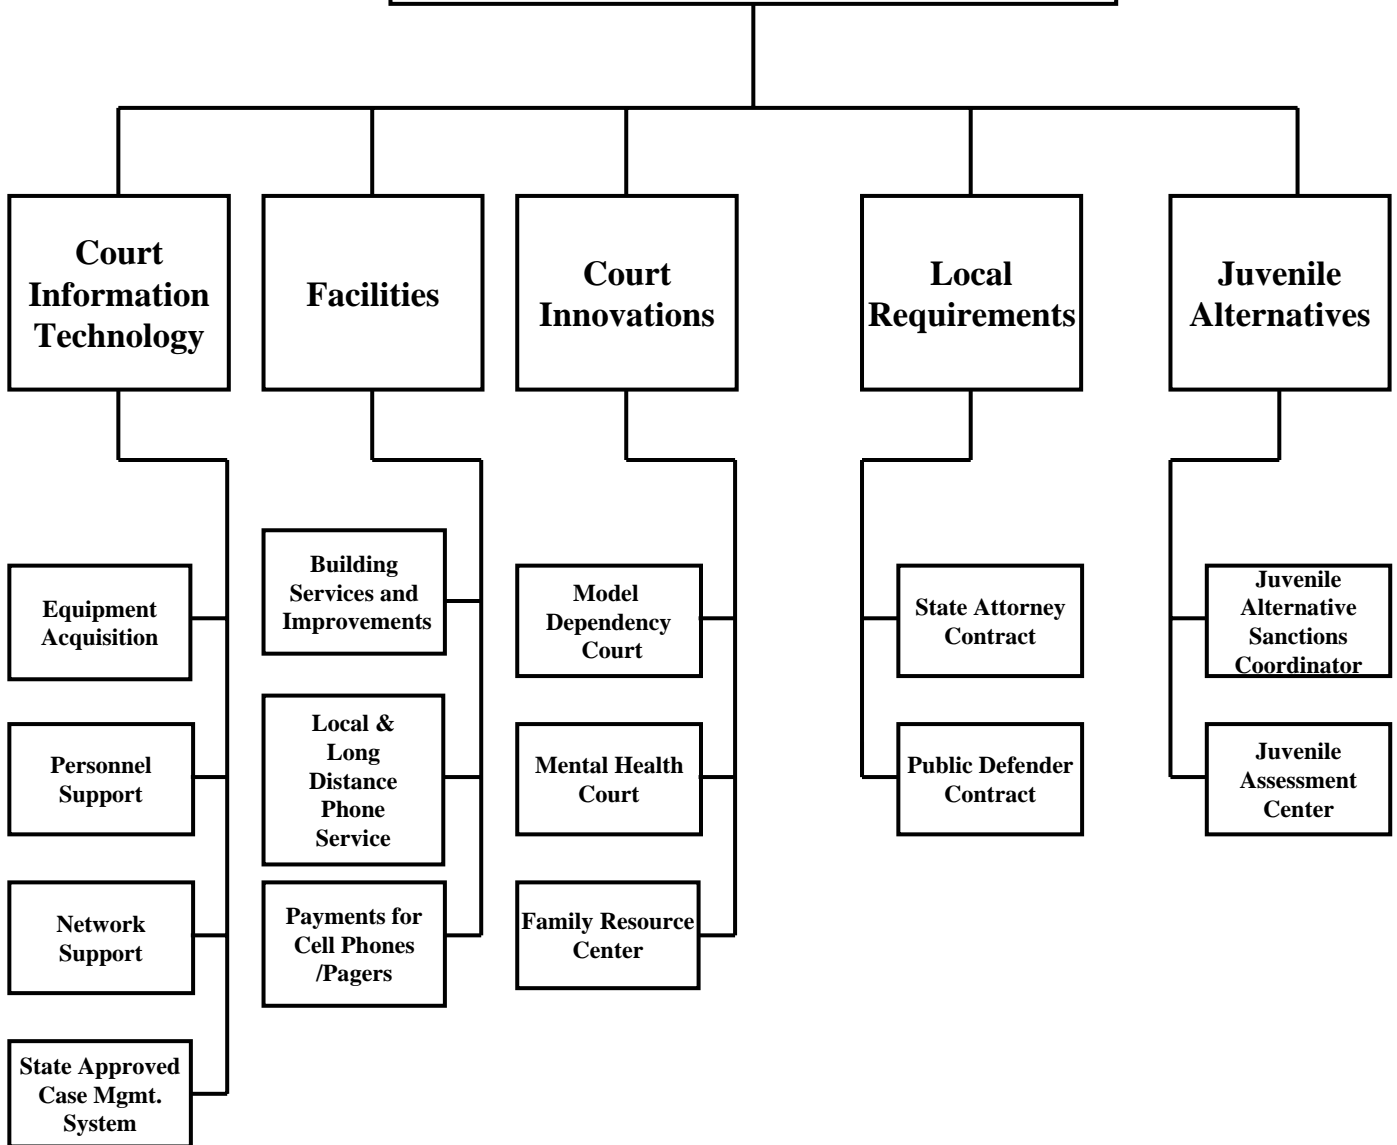 Court
Information
Technology
Facilities
Court
Innovations
Local
Requirements
Juvenile
Alternatives
Equipment
Acquisition
Personnel
Support
Network
Support
State Approved
Case Mgmt.
System
Building
Services and
Improvements
Local &
Long
Distance
Phone
Service
Payments for
Cell Phones
/Pagers
Model
Dependency
Court
Mental Health
Court
Family Resource
Center
State Attorney
Contract
Public Defender
Contract
Juvenile
Alternative
Sanctions
Coordinator
Juvenile
Assessment
Center